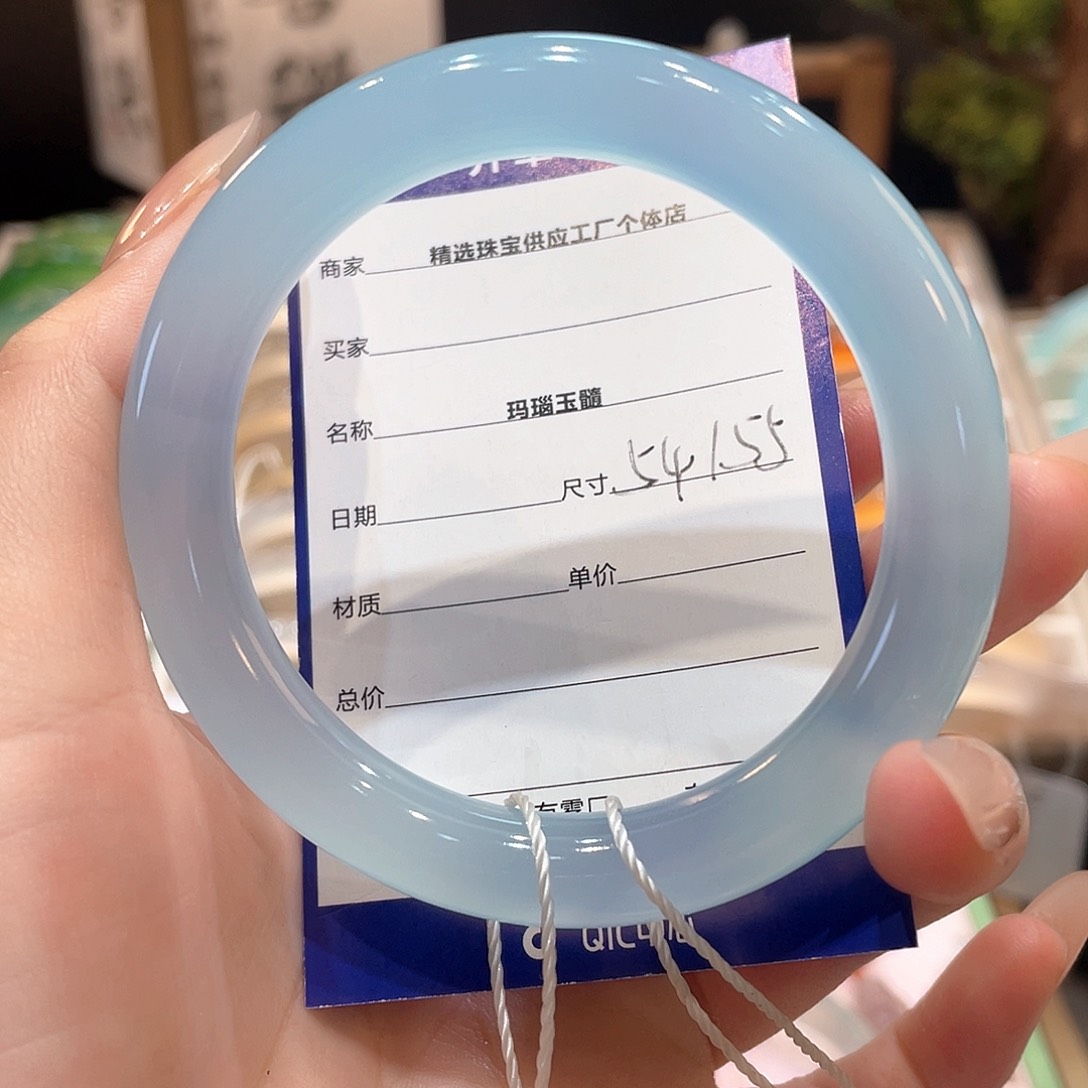 商家 精选珠宝供应工厂个体店
买家
名称 玛瑙玉髓
日期 尺寸 54/55
材质 单价
总价
QIC